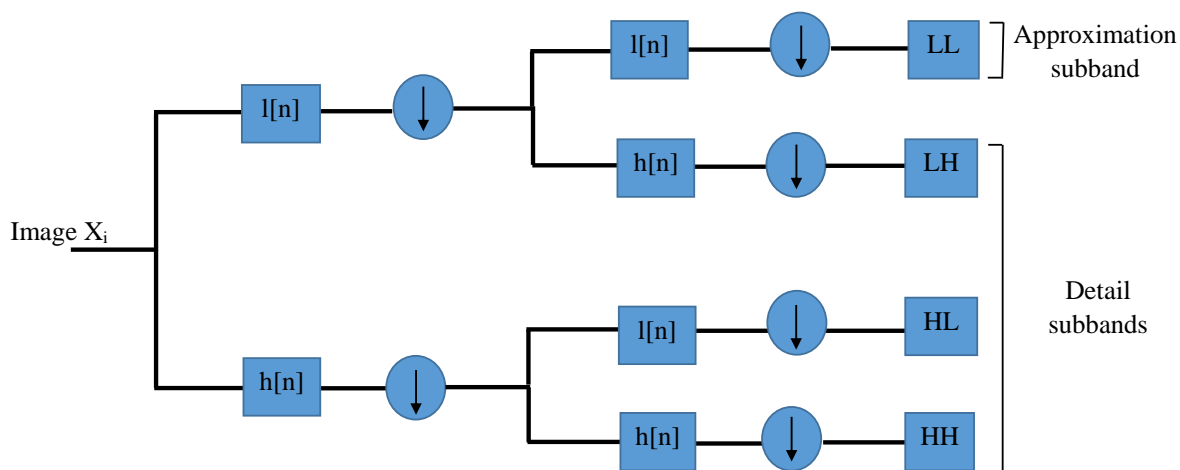 l[n]
LL
Approximation
subband
l[n]
h[n]
LH
Image Xᵢ
l[n]
HL
Detail
subbands
h[n]
h[n]
HH